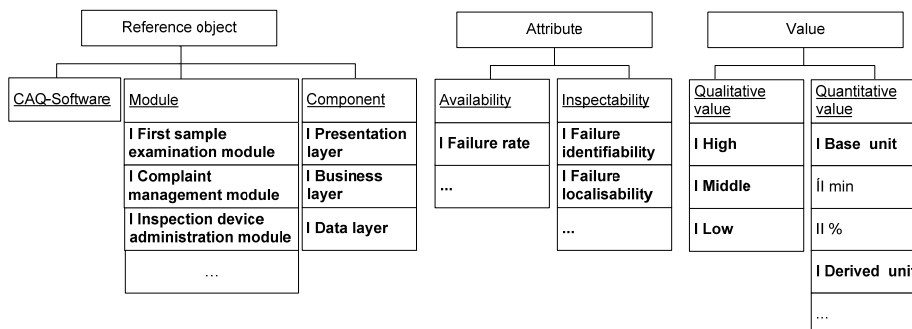 Reference object
Attribute
Value
CAQ-Software
Module
I First sample
examination module
I Complaint
management module
I Inspection device
administration module
...
Component
I Presentation
layer
I Business
layer
I Data layer
Availability
I Failure rate
...
Inspectability
I Failure
identifiability
I Failure
localisability
...
Qualitative
value
I High
I Middle
I Low
Quantitative
value
I Base unit
ÍI min
II %
I Derived unit
...